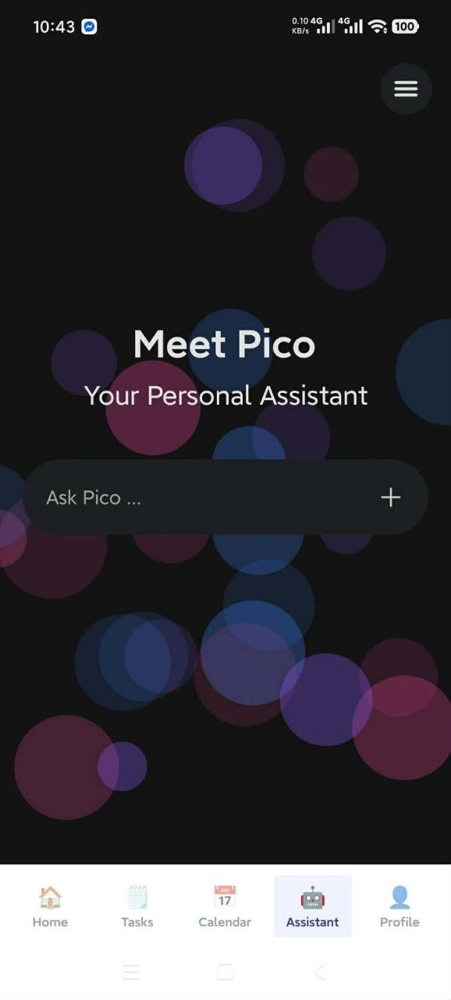 10:43
0.10 4G 4G 100
KB/s
Meet Pico
Your Personal Assistant
Ask Pico ...
July
17
Home Tasks Calendar Assistant Profile